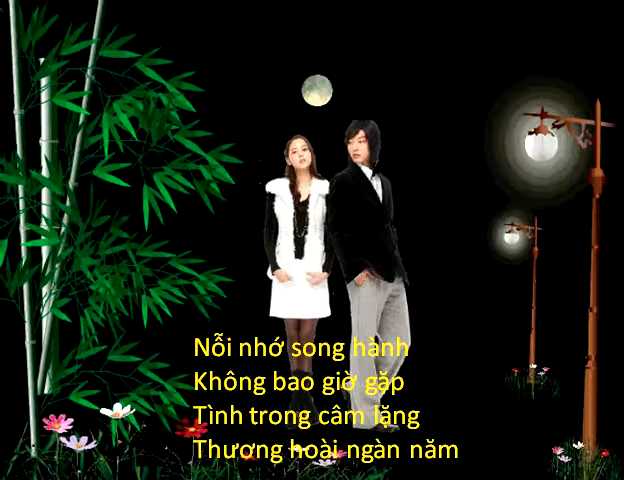 Nỗi nhớ song hành
Không bao giờ gặp
Tình trong câm lặng
Thương hoài ngàn năm